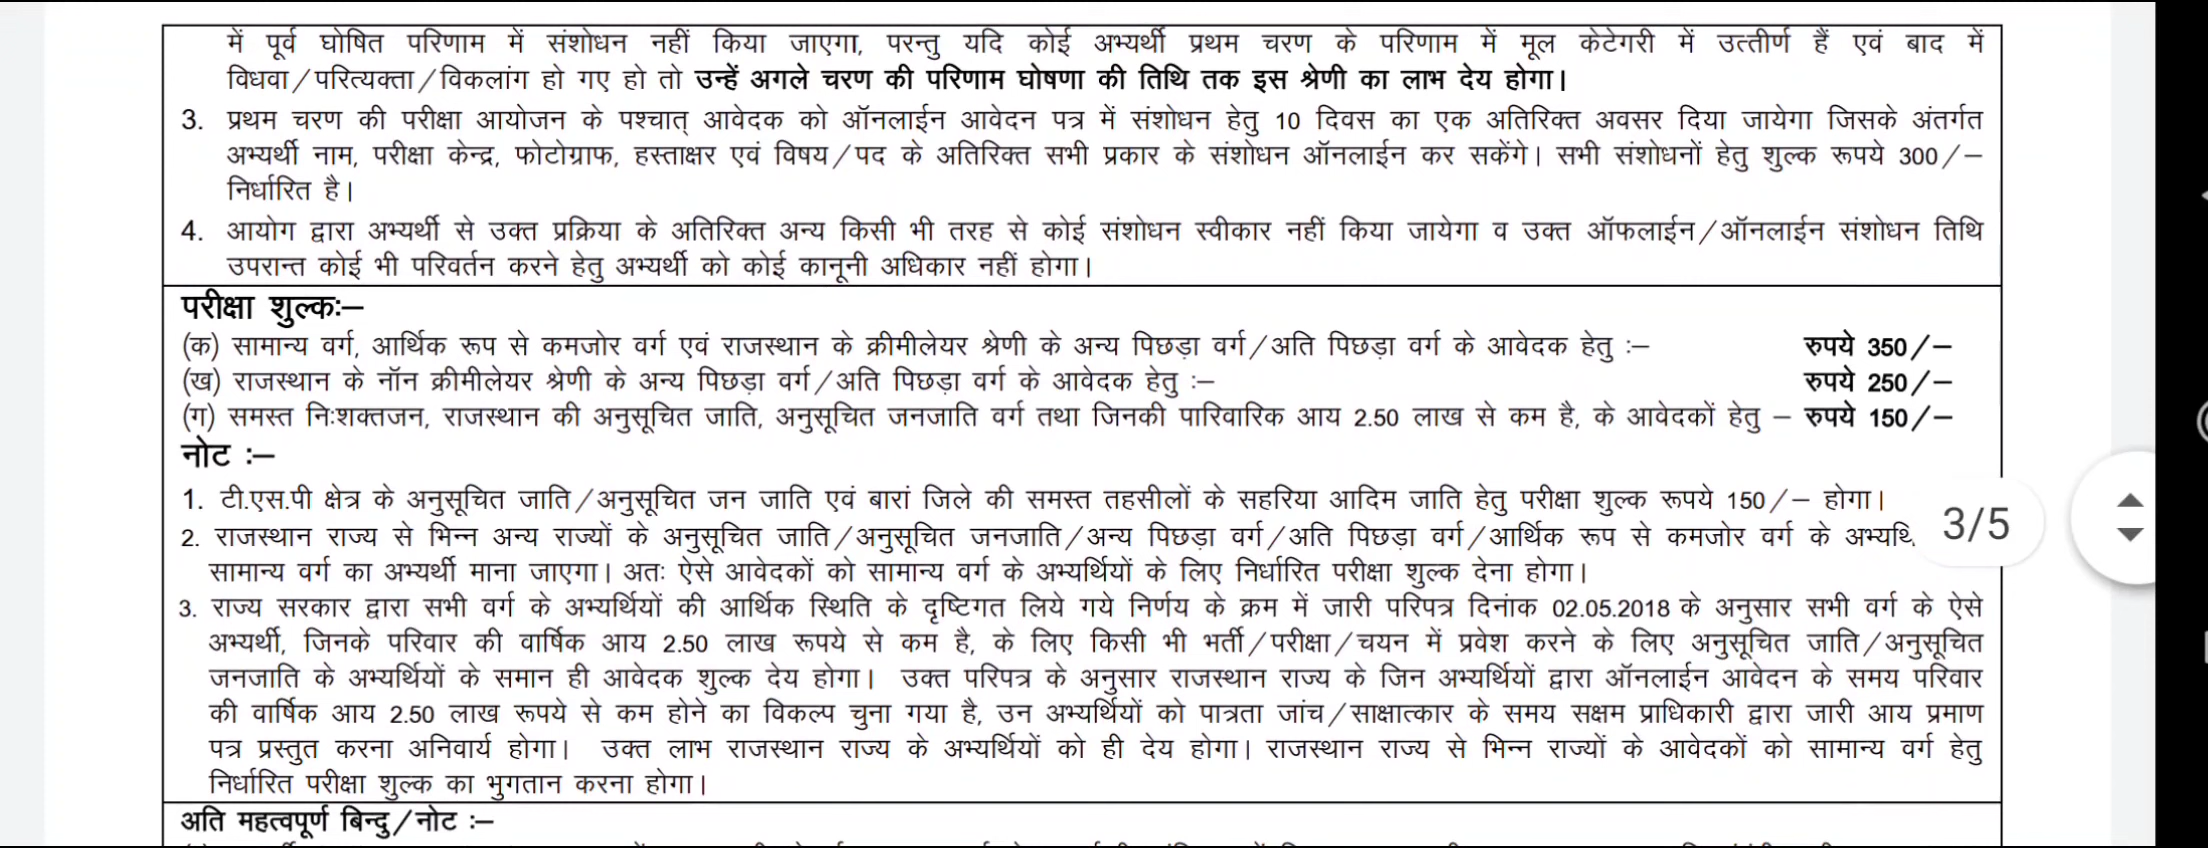 में पूर्व घोषित परिणाम में संशोधन नहीं किया जाएगा, परन्तु यदि कोई अभ्यर्थी प्रथम चरण के परिणाम में मूल केटेगरी में उत्तीर्ण हैं एवं बाद में
विधवा/परित्यक्ता/विकलांग हो गए हो तो उन्हें अगले चरण की परिणाम घोषणा की तिथि तक इस श्रेणी का लाभ देय होगा।
3. प्रथम चरण की परीक्षा आयोजन के पश्चात् आवेदक को ऑनलाईन आवेदन पत्र में संशोधन हेतु 10 दिवस का एक अतिरिक्त अवसर दिया जायेगा जिसके अंतर्गत
अभ्यर्थी नाम, परीक्षा केन्द्र, फोटोग्राफ, हस्ताक्षर एवं विषय/पद के अतिरिक्त सभी प्रकार के संशोधन ऑनलाईन कर सकेंगे। सभी संशोधनों हेतु शुल्क रूपये 300/–
निर्धारित है।
4. आयोग द्वारा अभ्यर्थी से उक्त प्रक्रिया के अतिरिक्त अन्य किसी भी तरह से कोई संशोधन स्वीकार नहीं किया जायेगा व उक्त ऑफलाईन/ऑनलाईन संशोधन तिथि
उपरान्त कोई भी परिवर्तन करने हेतु अभ्यर्थी को कोई कानूनी अधिकार नहीं होगा।
परीक्षा शुल्कः–
(क) सामान्य वर्ग, आर्थिक रूप से कमजोर वर्ग एवं राजस्थान के क्रीमीलेयर श्रेणी के अन्य पिछड़ा वर्ग/अति पिछड़ा वर्ग के आवेदक हेतु :– रुपये 350/–
(ख) राजस्थान के नॉन क्रीमीलेयर श्रेणी के अन्य पिछड़ा वर्ग/अति पिछड़ा वर्ग के आवेदक हेतु :– रुपये 250/–
(ग) समस्त निःशक्तजन, राजस्थान की अनुसूचित जाति, अनुसूचित जनजाति वर्ग तथा जिनकी पारिवारिक आय 2.50 लाख से कम है, के आवेदकों हेतु – रुपये 150/–
नोट :–
1. टी.एस.पी क्षेत्र के अनुसूचित जाति/अनुसूचित जन जाति एवं बारां जिले की समस्त तहसीलों के सहरिया आदिम जाति हेतु परीक्षा शुल्क रूपये 150/– होगा।
2. राजस्थान राज्य से भिन्न अन्य राज्यों के अनुसूचित जाति/अनुसूचित जनजाति/अन्य पिछड़ा वर्ग/अति पिछड़ा वर्ग/आर्थिक रूप से कमजोर वर्ग के
3/5
सामान्य वर्ग का अभ्यर्थी माना जाएगा। अतः ऐसे आवेदकों को सामान्य वर्ग के अभ्यर्थियों के लिए निर्धारित परीक्षा शुल्क देना होगा।
3. राज्य सरकार द्वारा सभी वर्ग के अभ्यर्थियों की आर्थिक स्थिति के दृष्टिगत लिये गये निर्णय के क्रम में जारी परिपत्र दिनांक 02.05.2018 के अनुसार सभी वर्ग के ऐसे
अभ्यर्थी, जिनके परिवार की वार्षिक आय 2.50 लाख रूपये से कम है, के लिए किसी भी भर्ती/परीक्षा/चयन में प्रवेश करने के लिए अनुसूचित जाति/अनुसूचित
जनजाति के अभ्यर्थियों के समान ही आवेदक शुल्क देय होगा। उक्त परिपत्र के अनुसार राजस्थान राज्य के जिन अभ्यर्थियों द्वारा ऑनलाईन आवेदन के समय परिवार
की वार्षिक आय 2.50 लाख रूपये से कम होने का विकल्प चुना गया है, उन अभ्यर्थियों को पात्रता जांच/साक्षात्कार के समय सक्षम प्राधिकारी द्वारा जारी आय प्रमाण
पत्र प्रस्तुत करना अनिवार्य होगा। उक्त लाभ राजस्थान राज्य के अभ्यर्थियों को ही देय होगा। राजस्थान राज्य से भिन्न राज्यों के आवेदकों को सामान्य वर्ग हेतु
निर्धारित परीक्षा शुल्क का भुगतान करना होगा।
अति महत्वपूर्ण बिन्दु/नोट :–